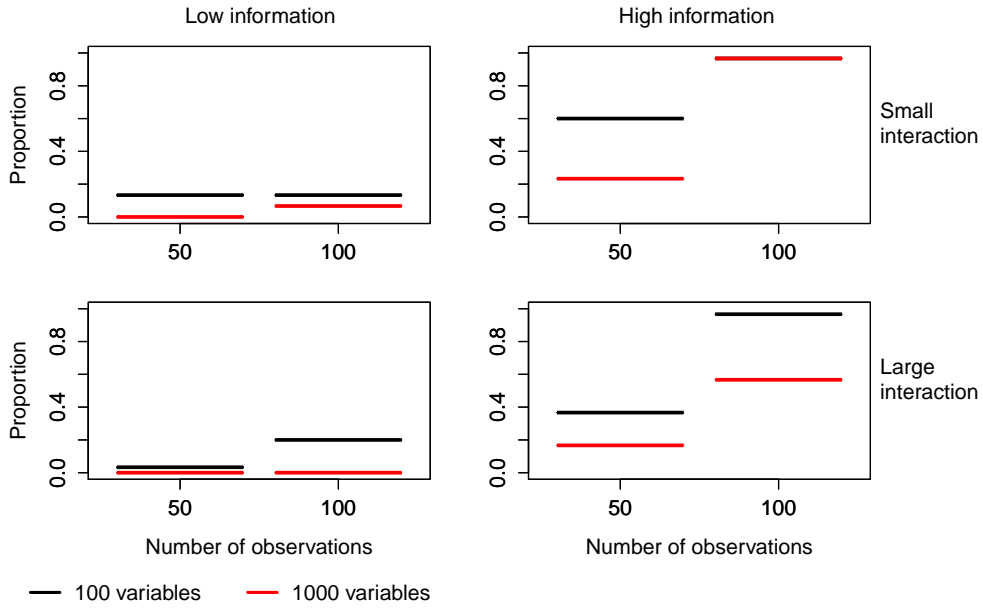 Low information
High information
Proportion
0.0
0.4
0.8
50
100
0.0
0.4
0.8
50
100
Small
interaction
Proportion
0.0
0.4
0.8
50
100
Number of observations
0.0
0.4
0.8
50
100
Number of observations
Large
interaction
100 variables
1000 variables